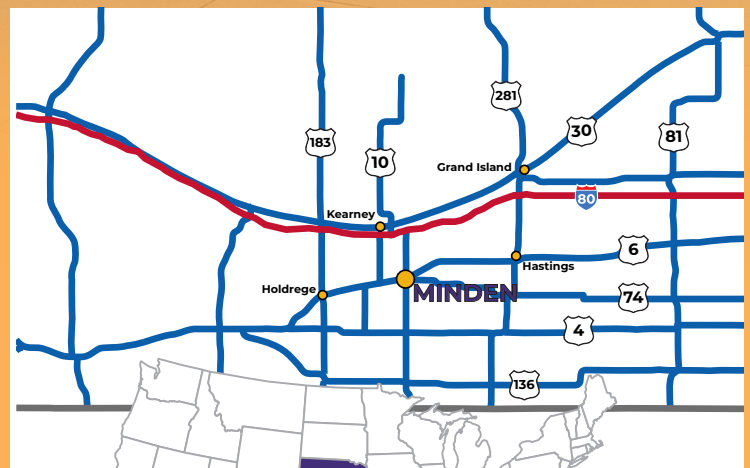 281
30
183
81
10
Grand Island
80
Kearney
6
Hastings
Holdrege
MINDEN
74
4
136